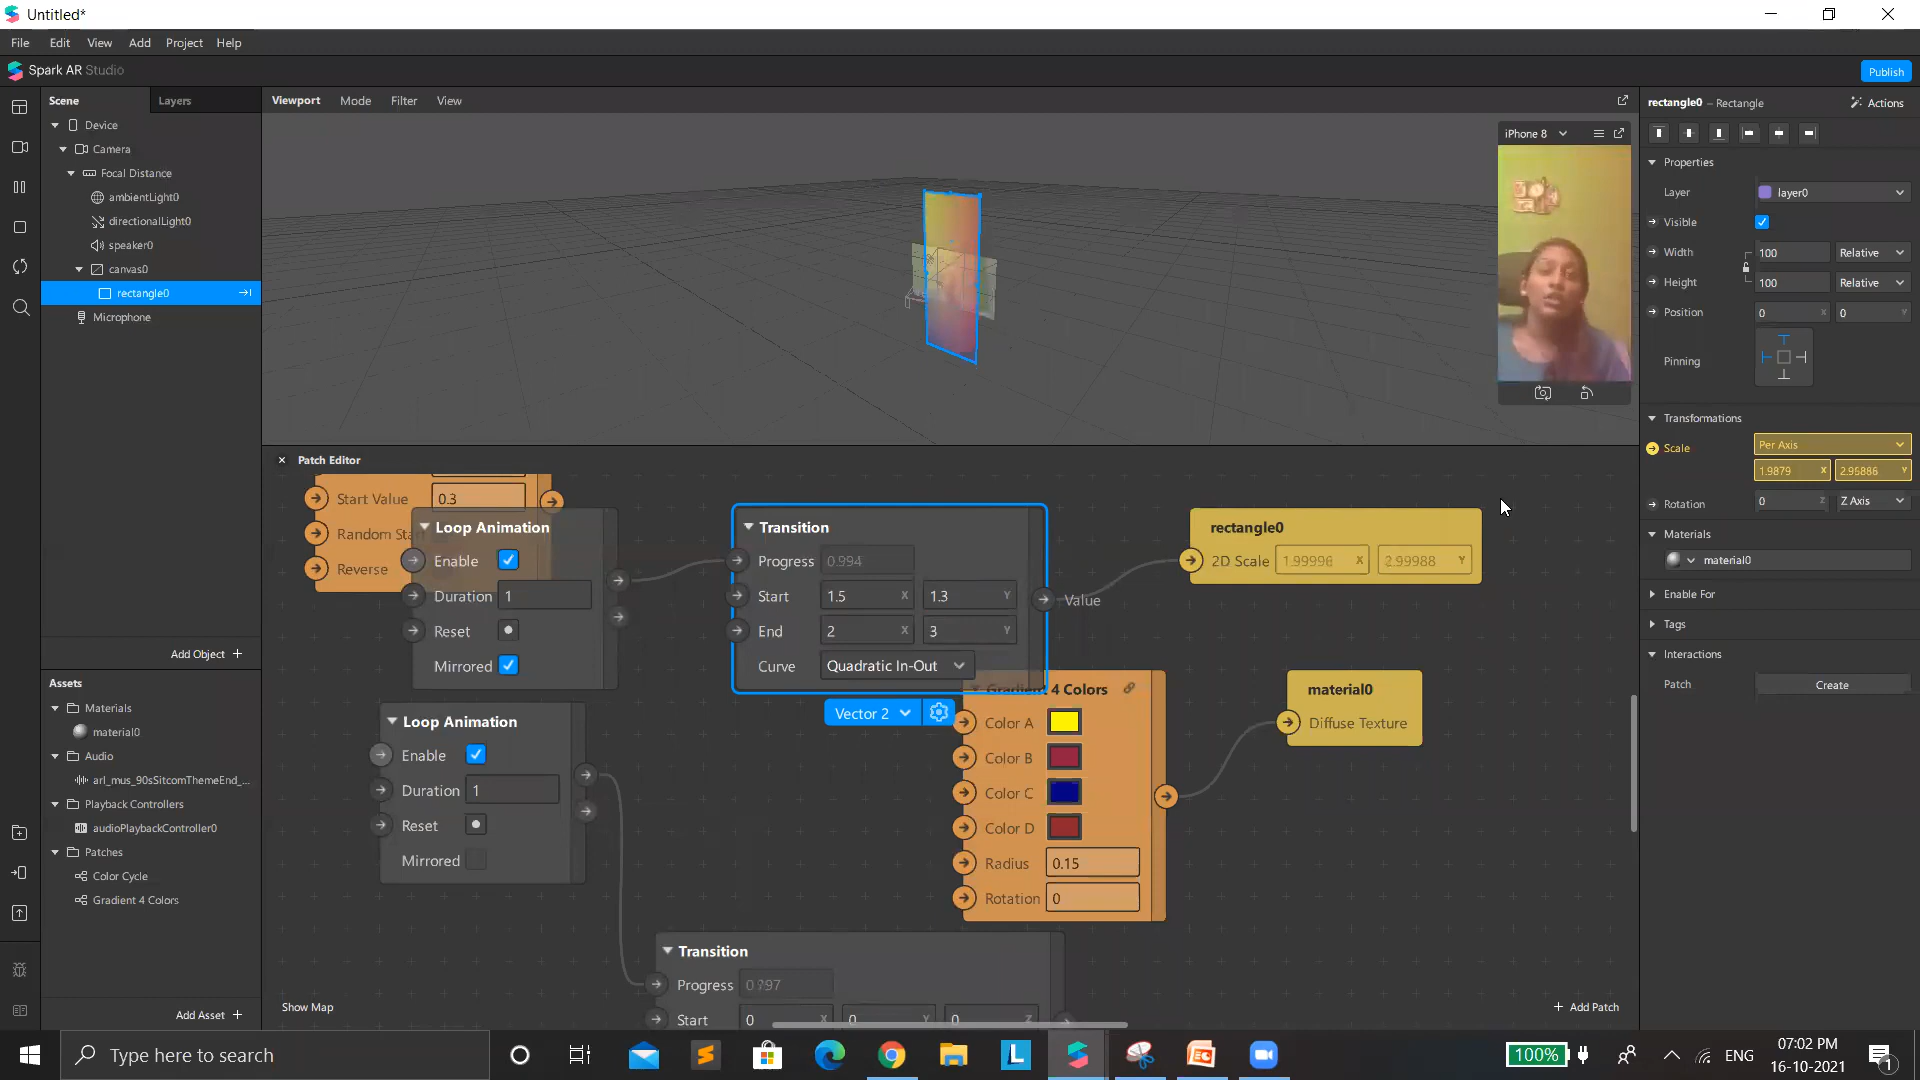 Untitled*
File Edit View Add Project Help
Spark AR Studio
Publish
Scene Layers
Device
Camera
Focal Distance
ambientLight0
directionalLight0
speaker0
canvas0
rectangle0
Microphone
Add Object +
Assets
Materials
material0
Audio
arl_mus_90sSitcomThemeEnd_...
Playback Controllers
audioPlaybackController0
Patches
Color Cycle
Gradient 4 Colors
Add Asset +
Viewport Mode Filter View
iPhone 8
Patch Editor
Start Value 0.3
Random Sta
Reverse
Loop Animation
Enable
Duration 1
Reset
Mirrored
Loop Animation
Enable
Duration 1
Reset
Mirrored
Transition
Progress 0.994
Start 1.5 X 1.3 Y
End 2 X 3 Y
Curve Quadratic In-Out
Value
Vector 2
rectangle0
2D Scale 1.99996 X 2.99988 Y
Gradient 4 Colors
Color A
Color B
Color C
Color D
Radius 0.15
Rotation 0
material0
Diffuse Texture
Transition
Progress 0.797
Start 0 X 0 Y 0 Z
Show Map
+ Add Patch
rectangle0 – Rectangle Actions
Properties
Layer layer0
Visible
Width 100 Relative
Height 100 Relative
Position 0 X 0 Y
Pinning
Transformations
Scale Per Axis
1.9879 X 2.95886 Y
Rotation 0 Z Z Axis
Materials
material0
Enable For
Tags
Interactions
Patch Create
Type here to search
100%
ENG
07:02 PM
16-10-2021
1